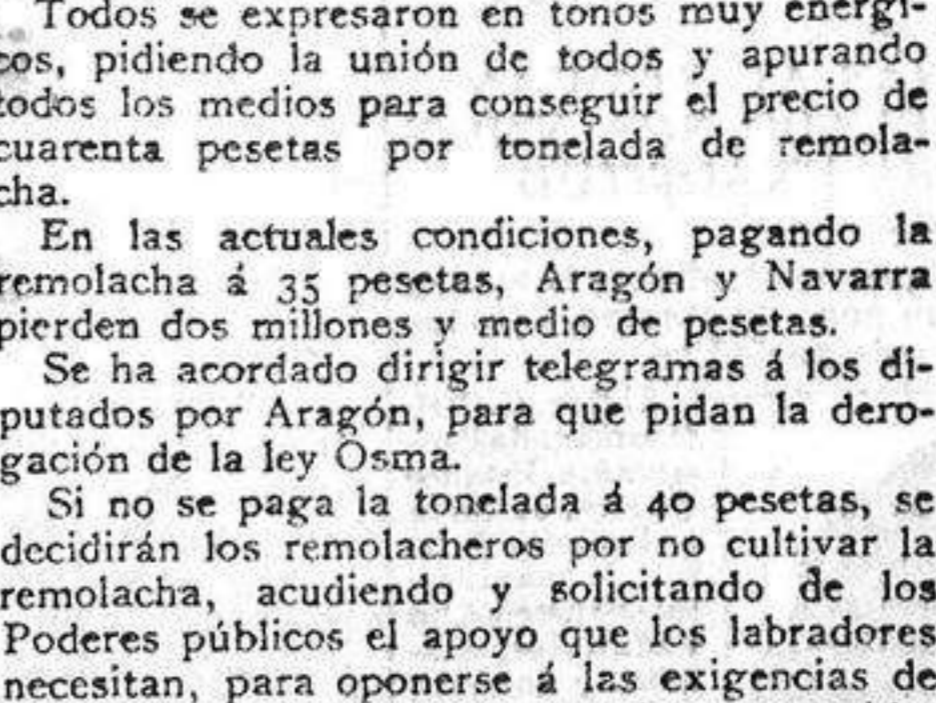 Todos se expresaron en tonos muy enérgi-
cos, pidiendo la unión de todos y apurando
todos los medios para conseguir el precio de
cuarenta pesetas por tonelada de remola-
cha.
En las actuales condiciones, pagando la
remolacha á 35 pesetas, Aragón y Navarra
pierden dos millones y medio de pesetas.
Se ha acordado dirigir telegramas á los di-
putados por Aragón, para que pidan la dero-
gación de la ley Osma.
Si no se paga la tonelada á 40 pesetas, se
decidirán los remolacheros por no cultivar la
remolacha, acudiendo y solicitando de los
Poderes públicos el apoyo que los labradores
necesitan, para oponerse á las exigencias de